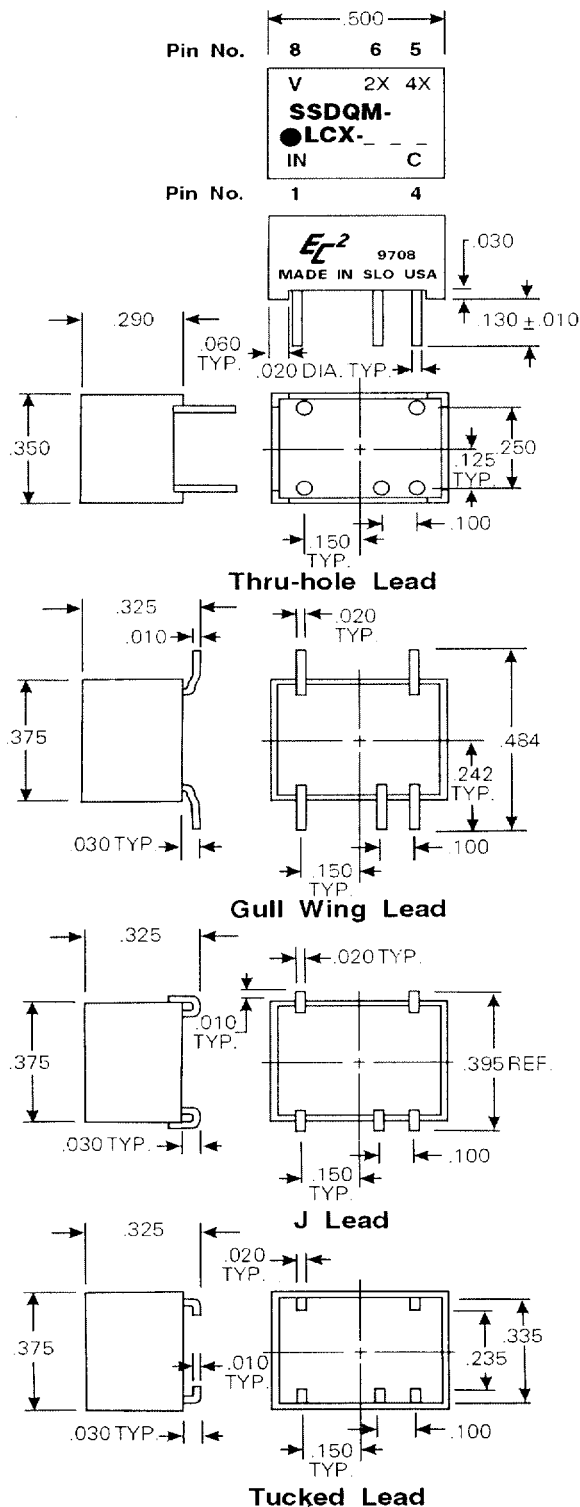 .500
Pin No. 8 6 5
V 2X 4X
SSDQM-
LCX-_ _ _
IN C
Pin No. 1 4
EC² 9708
MADE IN SLO USA
.030
.290
.130 ±.010
.060
TYP.
.020 DIA. TYP.
.350
.250
.125
TYP.
.150
TYP.
.100
Thru-hole Lead
.325
.010
.020
TYP.
.375
.484
.242
TYP.
.030 TYP.
.150
TYP.
.100
Gull Wing Lead
.325
.020 TYP.
.010
TYP.
.375
.395 REF.
.030 TYP.
.150
TYP.
.100
J Lead
.325
.020
TYP.
.375
.335
.235
.010
TYP.
.030 TYP.
.150
TYP.
.100
Tucked Lead